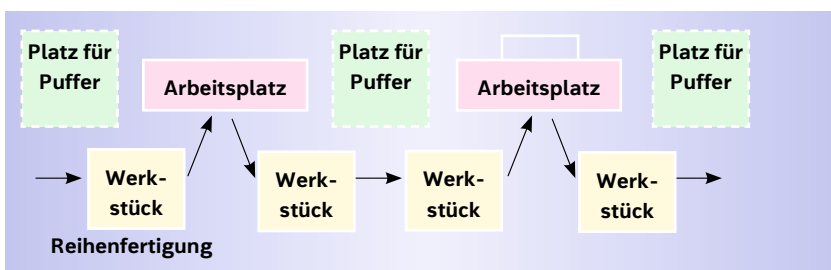 Platz für
Puffer
Arbeitsplatz
Platz für
Puffer
Arbeitsplatz
Platz für
Puffer
Werk-
stück
Werk-
stück
Werk-
stück
Werk-
stück
Reihenfertigung